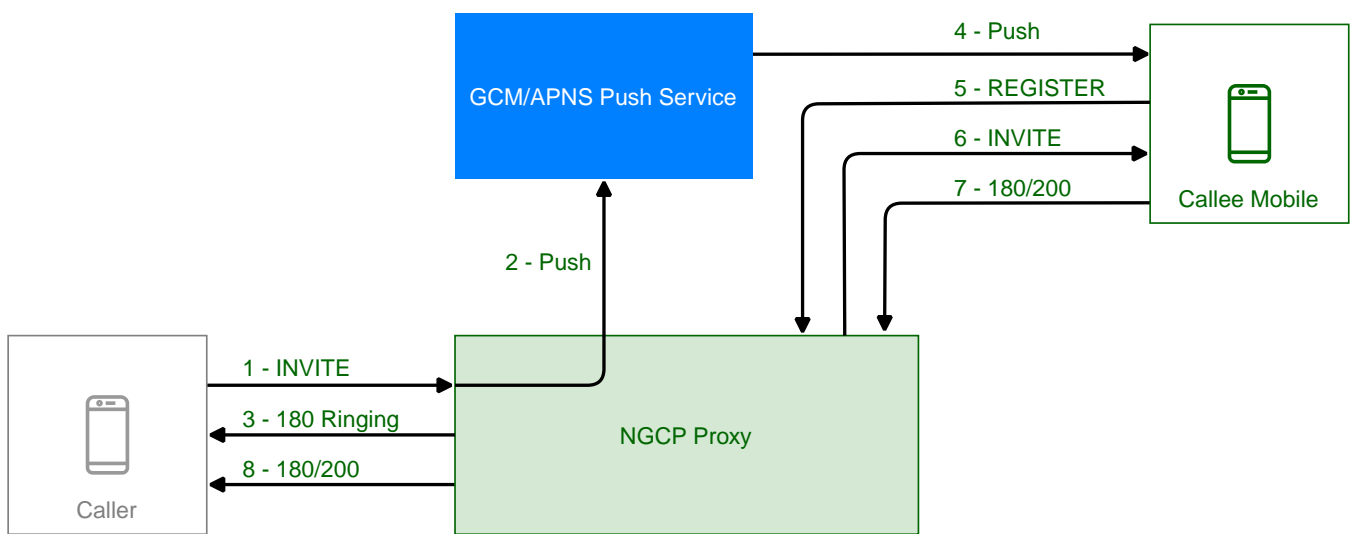 4 - Push
GCM/APNS Push Service
5 - REGISTER
6 - INVITE
7 - 180/200
Callee Mobile
2 - Push
1 - INVITE
3 - 180 Ringing
NGCP Proxy
8 - 180/200
Caller